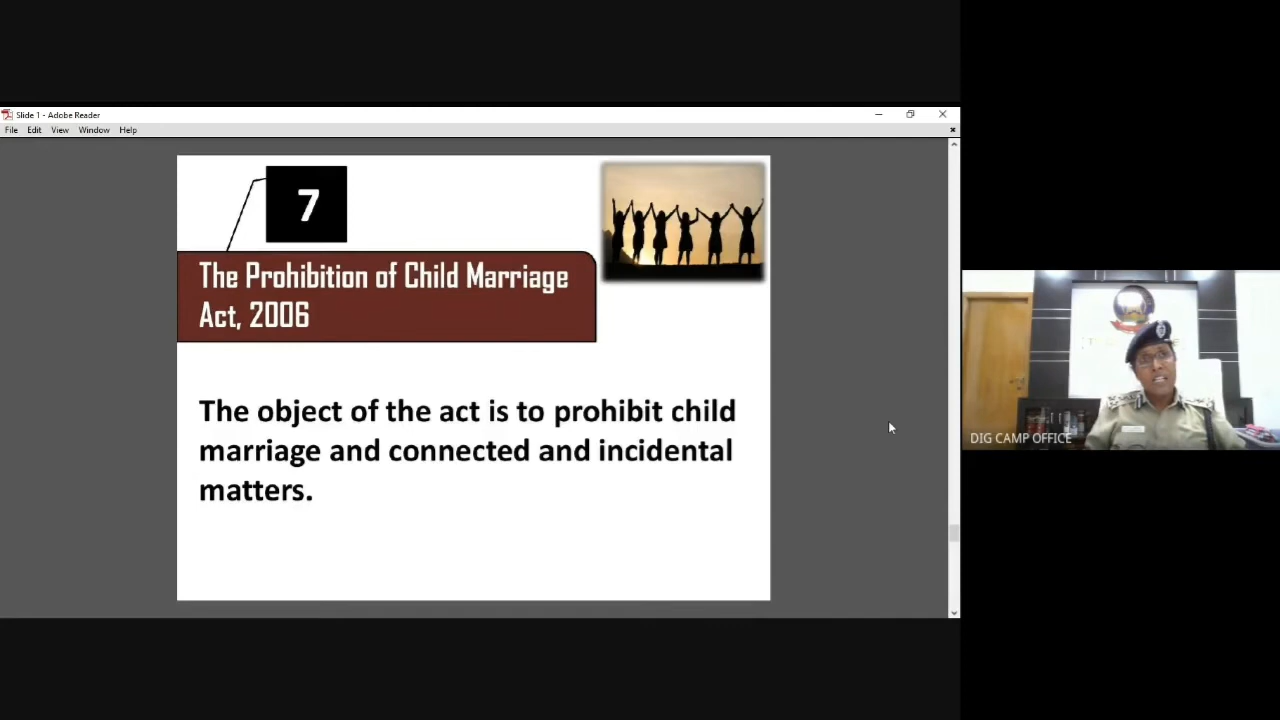 Slide 1 - Adobe Reader
File Edit View Window Help
7
The Prohibition of Child Marriage
Act, 2006
The object of the act is to prohibit child
marriage and connected and incidental
matters.
DIG CAMP OFFICE